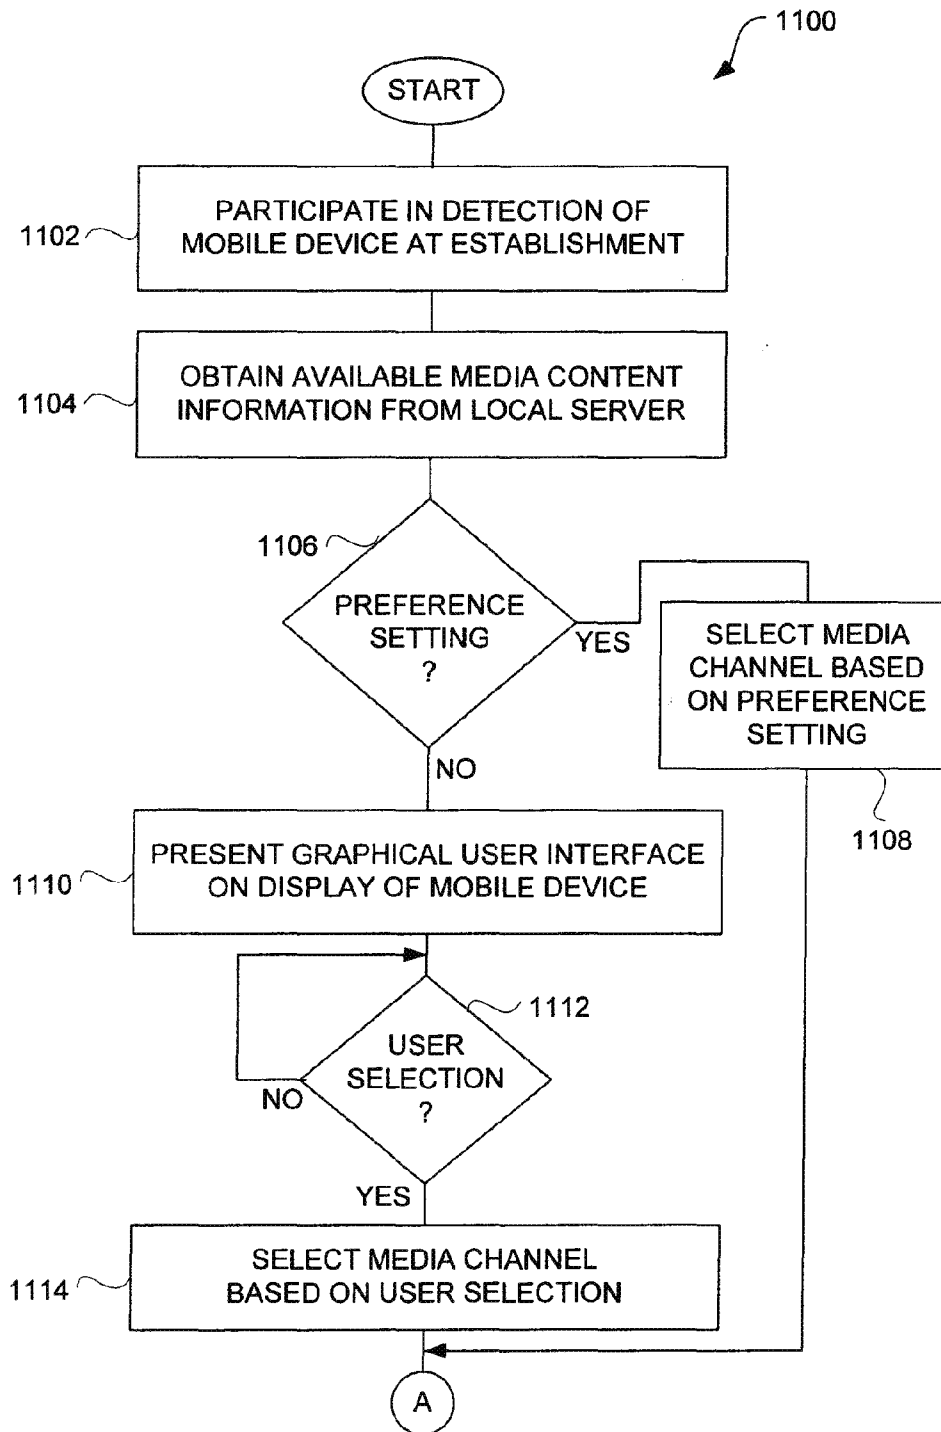 1100
START
1102
PARTICIPATE IN DETECTION OF
MOBILE DEVICE AT ESTABLISHMENT
1104
OBTAIN AVAILABLE MEDIA CONTENT
INFORMATION FROM LOCAL SERVER
1106
PREFERENCE
SETTING
?
YES
NO
SELECT MEDIA
CHANNEL BASED
ON PREFERENCE
SETTING
1108
1110
PRESENT GRAPHICAL USER INTERFACE
ON DISPLAY OF MOBILE DEVICE
1112
USER
SELECTION
?
NO
YES
1114
SELECT MEDIA CHANNEL
BASED ON USER SELECTION
A